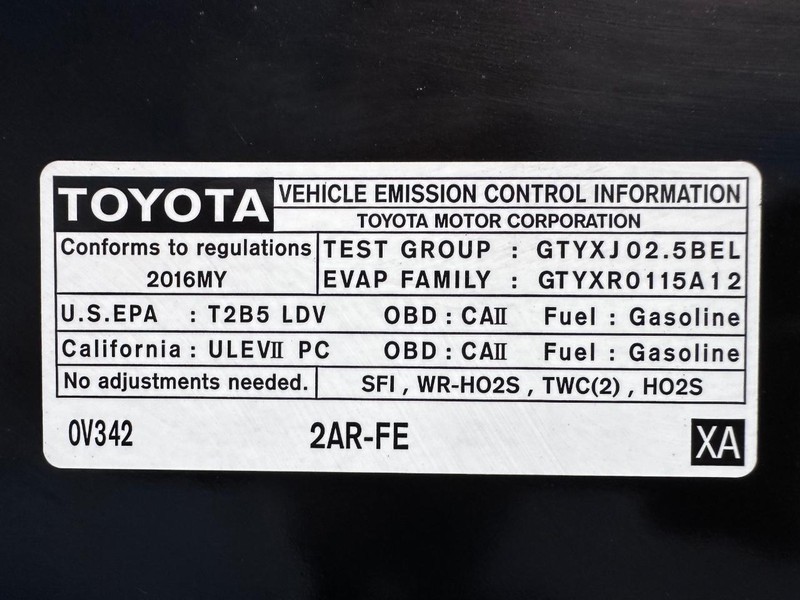 TOYOTA VEHICLE EMISSION CONTROL INFORMATION
TOYOTA MOTOR CORPORATION
Conforms to regulations TEST GROUP : GTYXJ02.5BEL
2016MY EVAP FAMILY : GTYXR0115A12
U.S.EPA : T2B5 LDV OBD : CAII Fuel : Gasoline
California : ULEVII PC OBD : CAII Fuel : Gasoline
No adjustments needed. SFI , WR-HO2S , TWC(2) , HO2S
0V342 2AR-FE XA